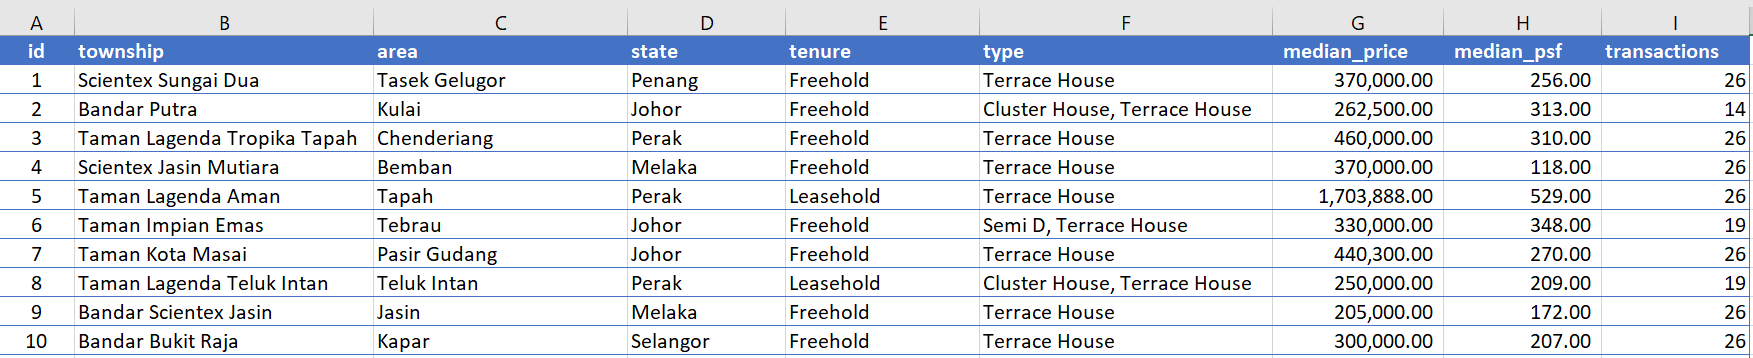 A B C D E F G H I
id township area state tenure type median_price median_psf transactions
1 Scientex Sungai Dua Tasek Gelugor Penang Freehold Terrace House 370,000.00 256.00 26
2 Bandar Putra Kulai Johor Freehold Cluster House, Terrace House 262,500.00 313.00 14
3 Taman Lagenda Tropika Tapah Chenderiang Perak Freehold Terrace House 460,000.00 310.00 26
4 Scientex Jasin Mutiara Bemban Melaka Freehold Terrace House 370,000.00 118.00 26
5 Taman Lagenda Aman Tapah Perak Leasehold Terrace House 1,703,888.00 529.00 26
6 Taman Impian Emas Tebrau Johor Freehold Semi D, Terrace House 330,000.00 348.00 19
7 Taman Kota Masai Pasir Gudang Johor Freehold Terrace House 440,300.00 270.00 26
8 Taman Lagenda Teluk Intan Teluk Intan Perak Leasehold Cluster House, Terrace House 250,000.00 209.00 19
9 Bandar Scientex Jasin Jasin Melaka Freehold Terrace House 205,000.00 172.00 26
10 Bandar Bukit Raja Kapar Selangor Freehold Terrace House 300,000.00 207.00 26